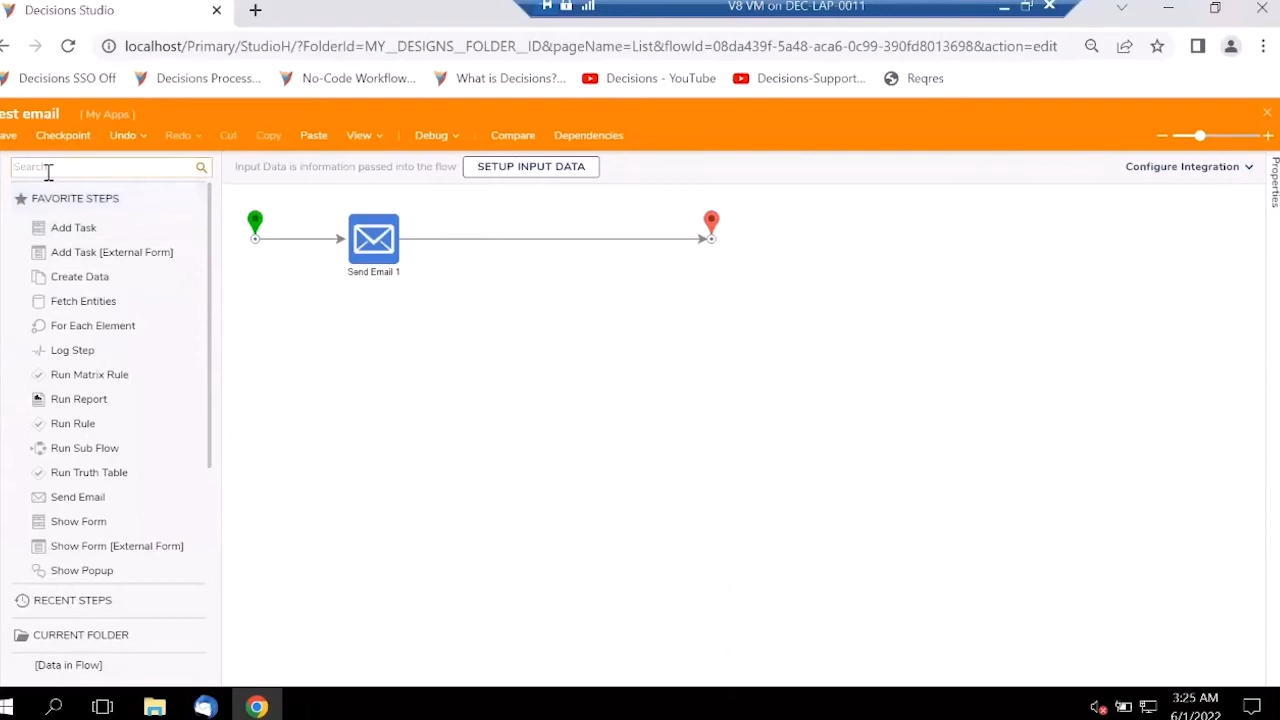 Decisions Studio
V8 VM on DEC-LAP-0011
localhost/Primary/StudioH/?FolderId=MY__DESIGNS__FOLDER__ID&pageName=List&flowId=08da439f-5a48-aca6-0c99-390fd8013698&action=edit
Decisions SSO Off
Decisions Process...
No-Code Workflow...
What is Decisions?...
Decisions - YouTube
Decisions-Support...
Reqres
est email [ My Apps ]
ave Checkpoint Undo Redo Cut Copy Paste View Debug Compare Dependencies
Search
Input Data is information passed into the flow
SETUP INPUT DATA
Configure Integration
Properties
FAVORITE STEPS
Add Task
Add Task [External Form]
Create Data
Fetch Entities
For Each Element
Log Step
Run Matrix Rule
Run Report
Run Rule
Run Sub Flow
Run Truth Table
Send Email
Show Form
Show Form [External Form]
Show Popup
RECENT STEPS
CURRENT FOLDER
[Data in Flow]
Send Email 1
3:25 AM
6/1/2022